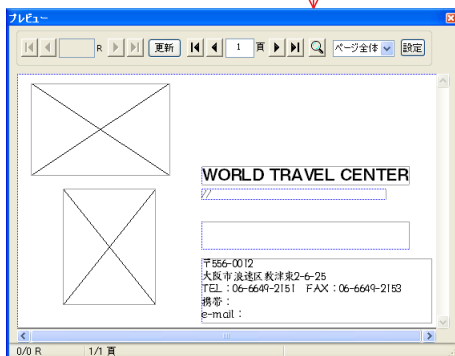 プレビュー
R 更新 1 頁 ページ全体 設定
WORLD TRAVEL CENTER
//
〒556-0012
大阪市浪速区敷津東2-6-25
TEL：06-6649-2151 FAX：06-6649-2153
携帯：
e-mail：
0/0 R 1/1 頁